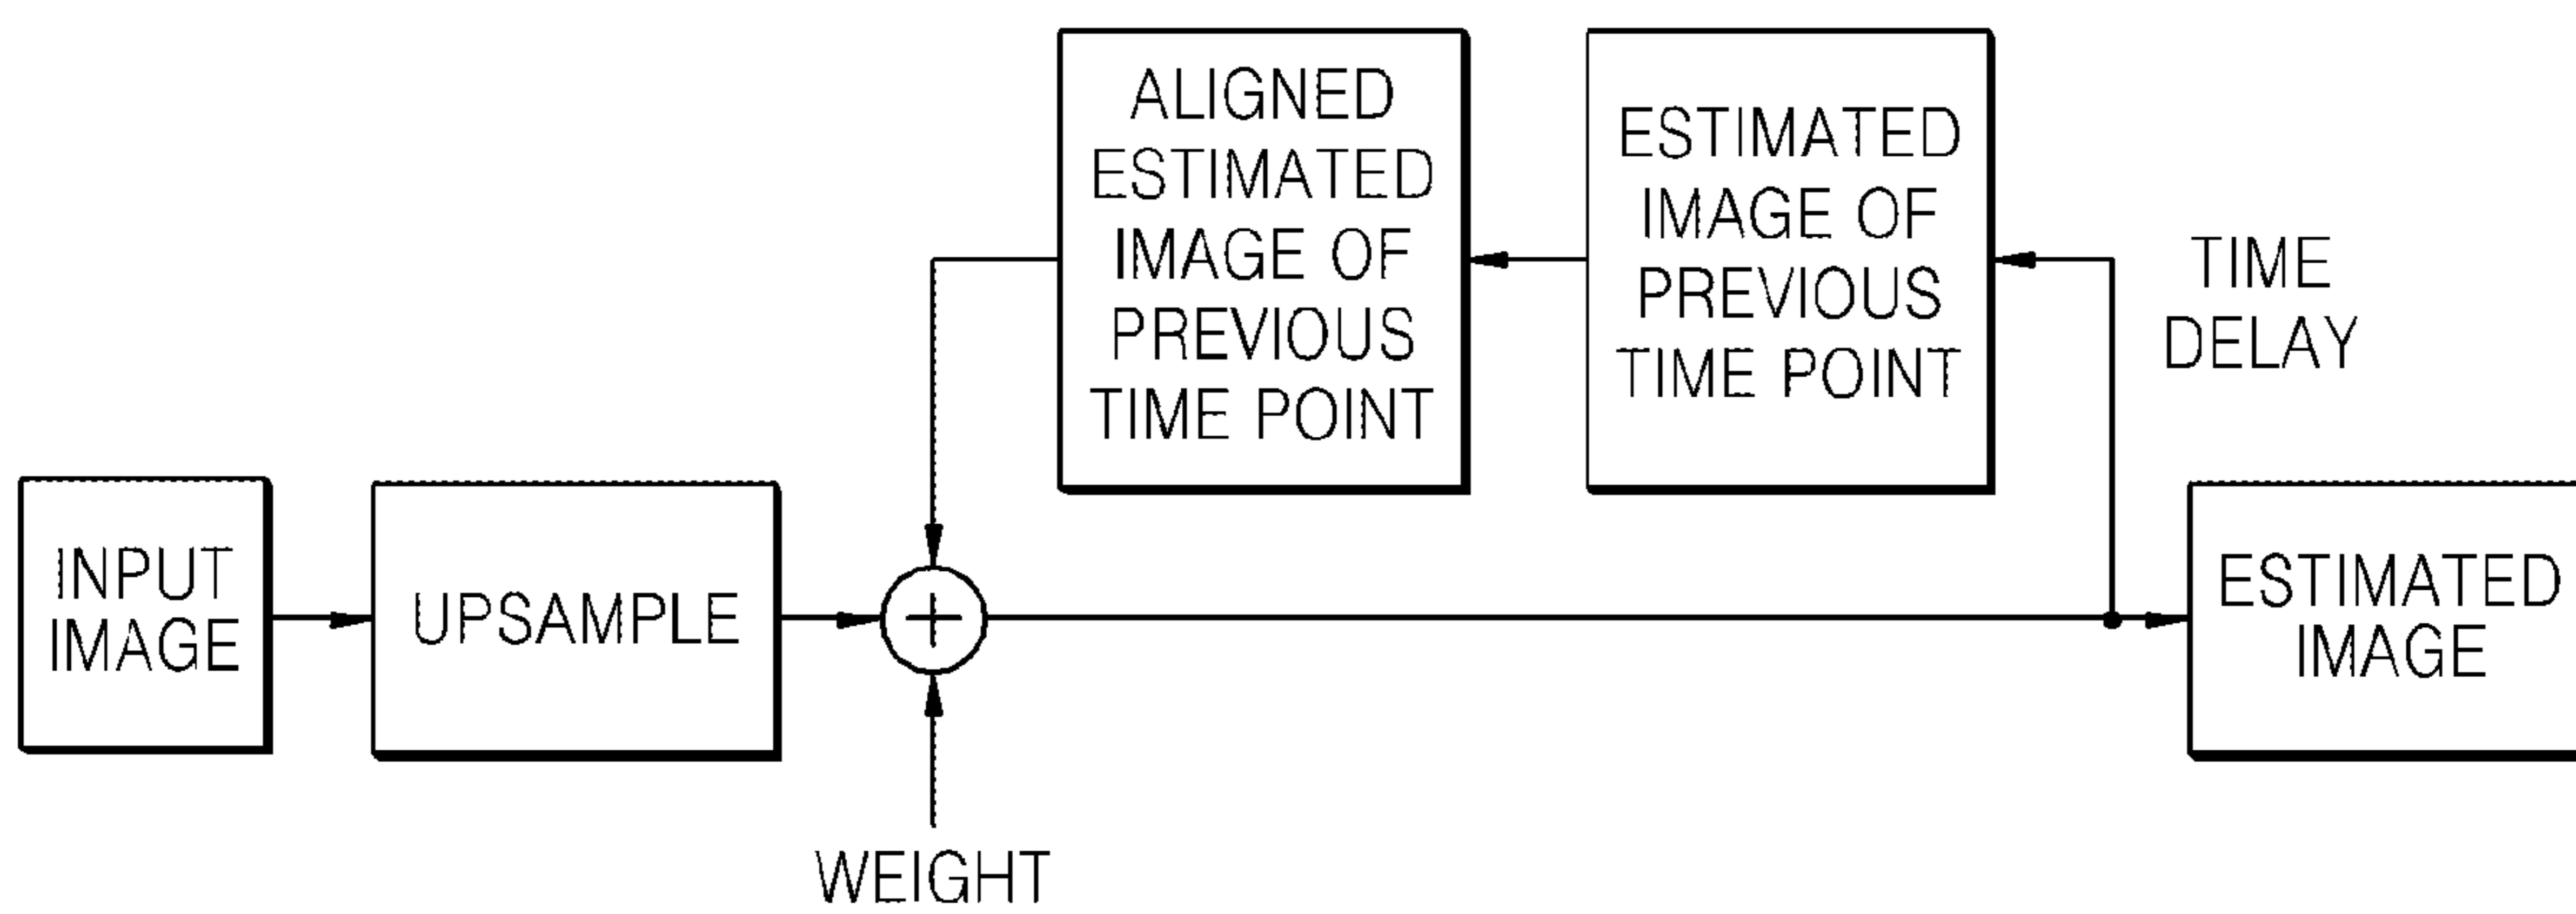 ALIGNED
ESTIMATED
IMAGE OF
PREVIOUS
TIME POINT
ESTIMATED
IMAGE OF
PREVIOUS
TIME POINT
TIME
DELAY
INPUT
IMAGE
UPSAMPLE
+
ESTIMATED
IMAGE
WEIGHT